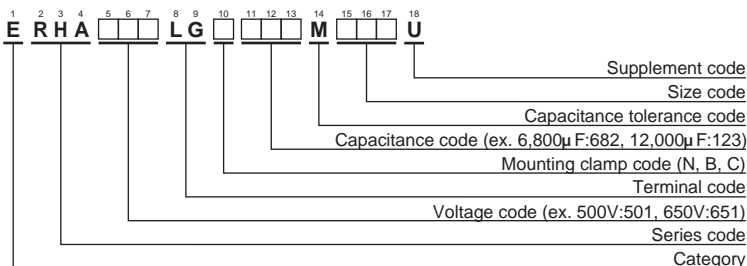 1 2 3 4 5 6 7 8 9 10 11 12 13 14 15 16 17 18
E R H A L G M U
Supplement code
Size code
Capacitance tolerance code
Capacitance code (ex. 6,800μF:682, 12,000μF:123)
Mounting clamp code (N, B, C)
Terminal code
Voltage code (ex. 500V:501, 650V:651)
Series code
Category